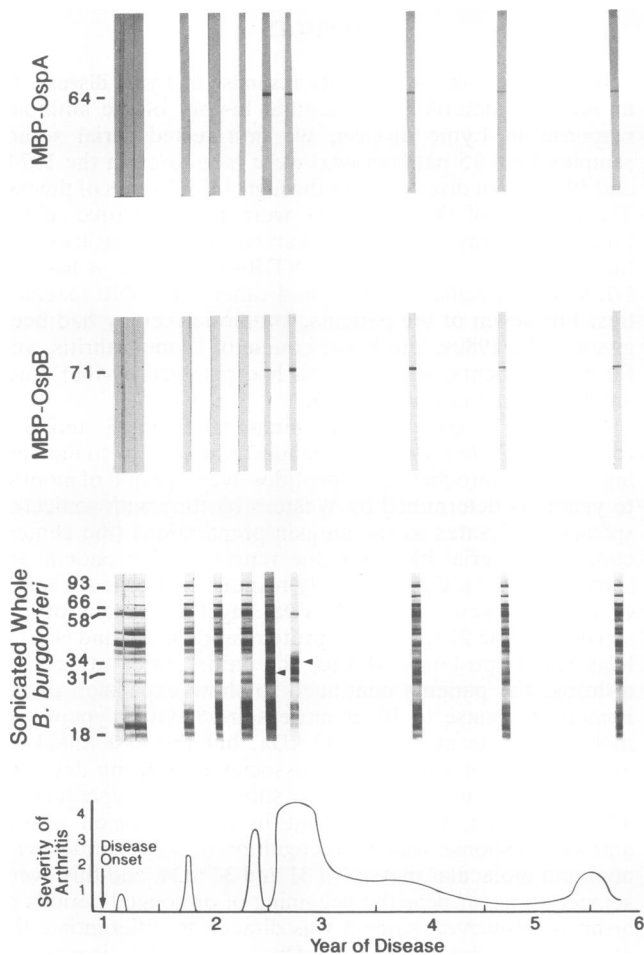 MBP-OspA
64
MBP-OspB
71
Sonicated Whole
B. burgdorferi
93
66
58
34
31
18
Severity of
Arthritis
4
3
2
1
Disease
Onset
1
2
3
4
5
6
Year of Disease